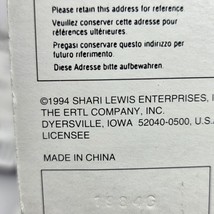 Please retain this address for reference
Veuillez conserver cette adresse pour
références ultérieures.
Pregasi conservare questo indirizzo per
futuro riferimento.
Diese Adresse bitte aufbewahren.
©1994 SHARI LEWIS ENTERPRISES, I
THE ERTL COMPANY, INC.
DYERSVILLE, IOWA 52040-0500, U.S.A
LICENSEE
MADE IN CHINA